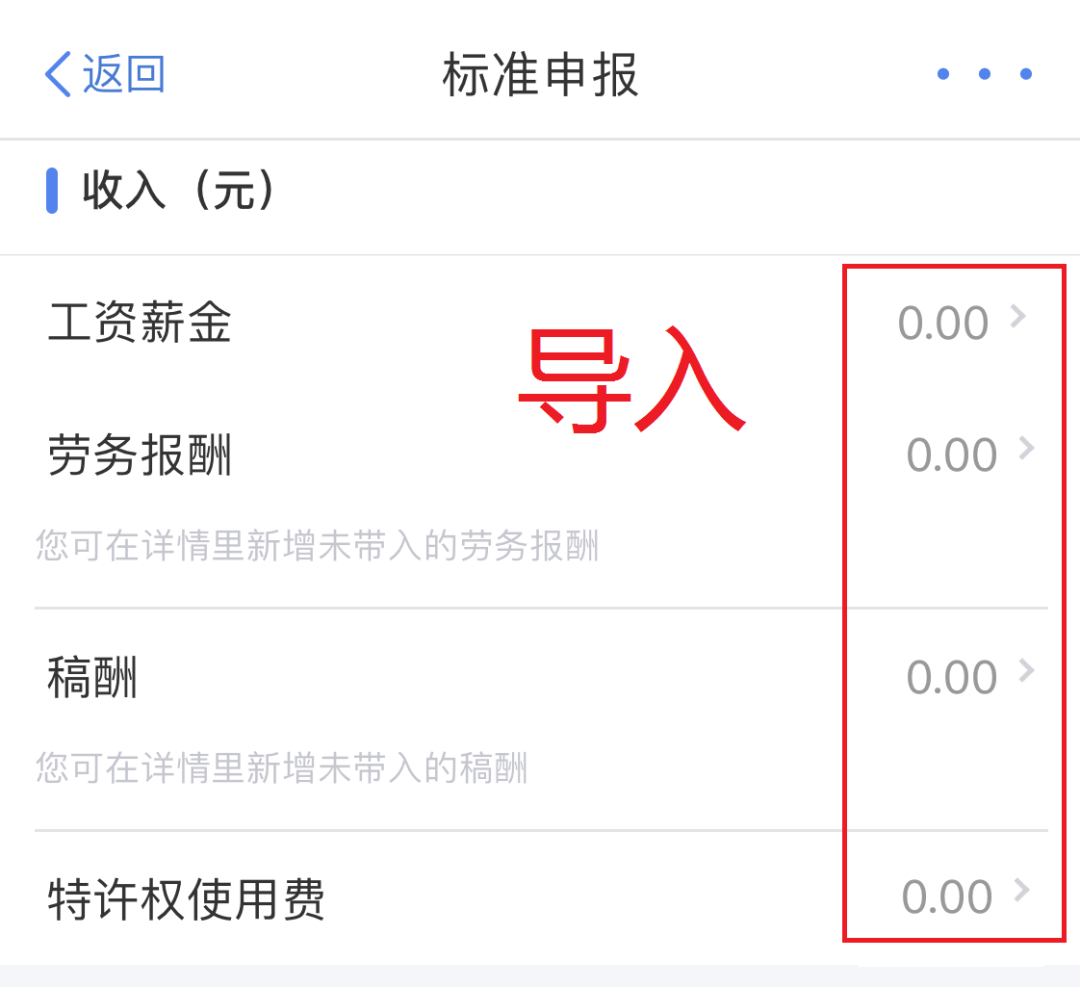 返回 标准申报
收入（元）
工资薪金 0.00
导入
劳务报酬 0.00
您可在详情里新增未带入的劳务报酬
稿酬 0.00
您可在详情里新增未带入的稿酬
特许权使用费 0.00